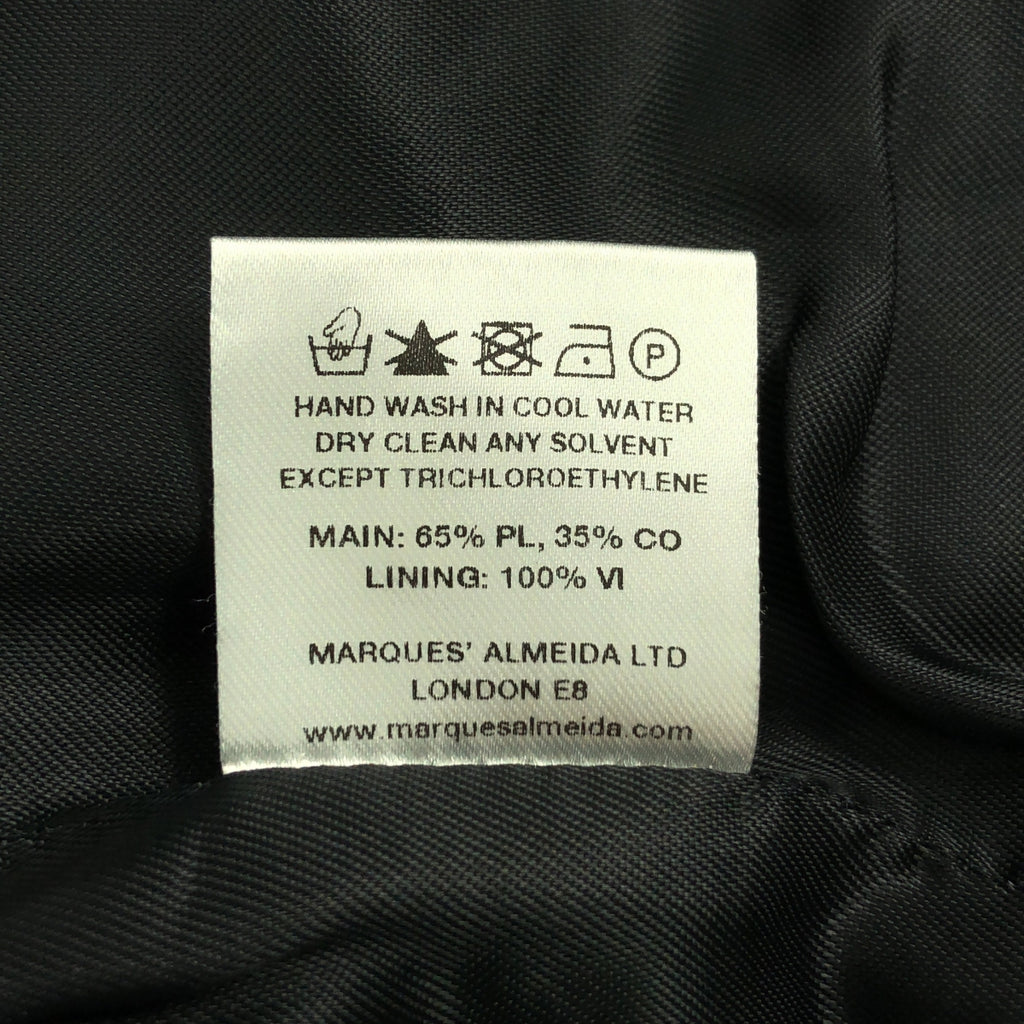 P
HAND WASH IN COOL WATER
DRY CLEAN ANY SOLVENT
EXCEPT TRICHLOROETHYLENE
MAIN: 65% PL, 35% CO
LINING: 100% VI
MARQUES' ALMEIDA LTD
LONDON E8
www.marquesalmeida.com